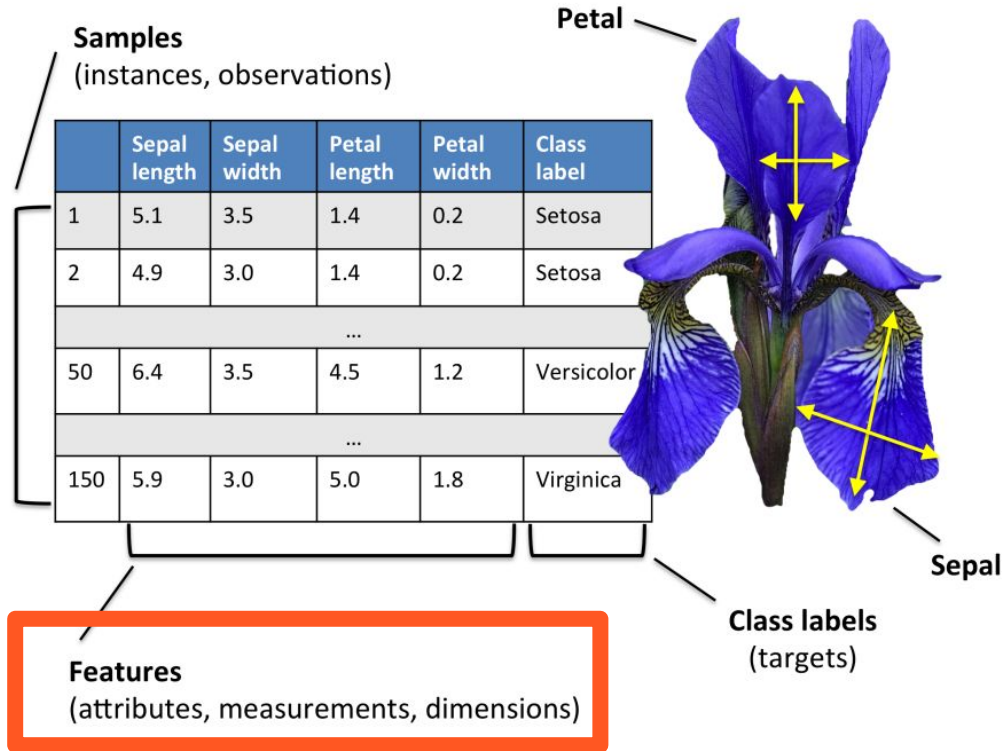 Petal
Samples
(instances, observations)
Sepal length Sepal width Petal length Petal width Class label
1 5.1 3.5 1.4 0.2 Setosa
2 4.9 3.0 1.4 0.2 Setosa
...
50 6.4 3.5 4.5 1.2 Versicolor
...
150 5.9 3.0 5.0 1.8 Virginica
Sepal
Class labels
(targets)
Features
(attributes, measurements, dimensions)